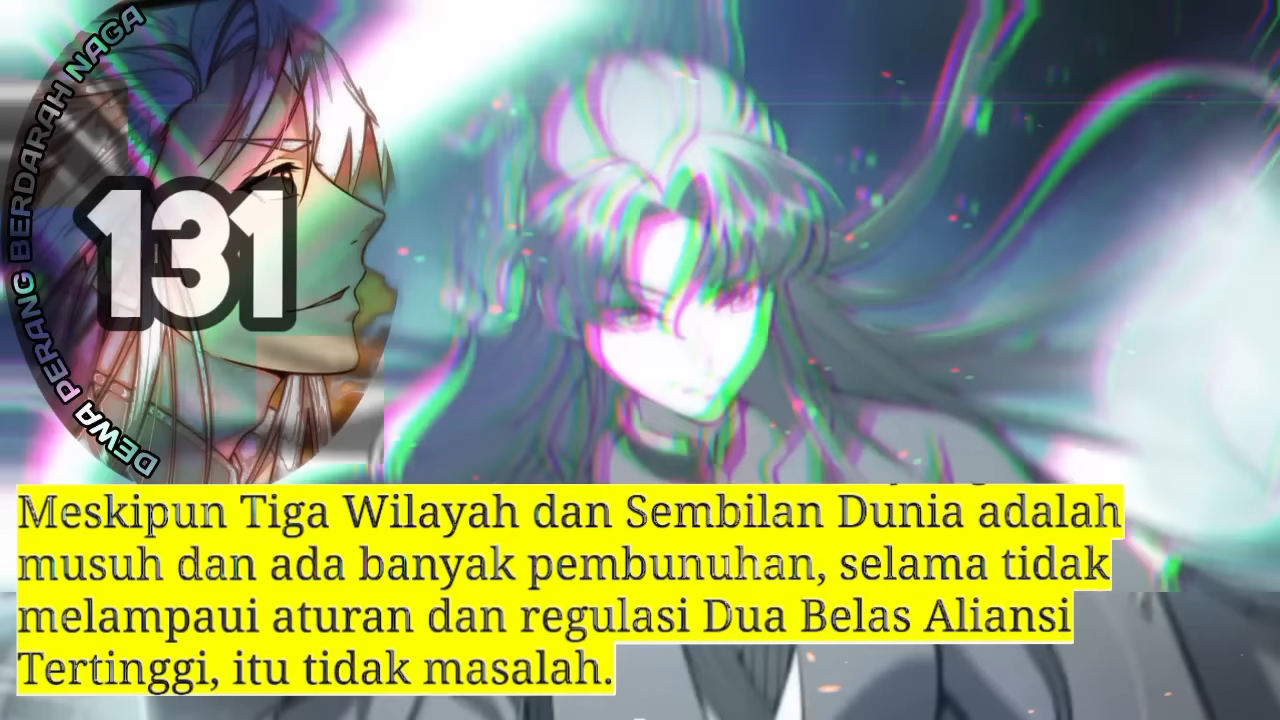 DEWA PERANG BERDARAH NAGA
131
Meskipun Tiga Wilayah dan Sembilan Dunia adalah
musuh dan ada banyak pembunuhan, selama tidak
melampaui aturan dan regulasi Dua Belas Aliansi
Tertinggi, itu tidak masalah.